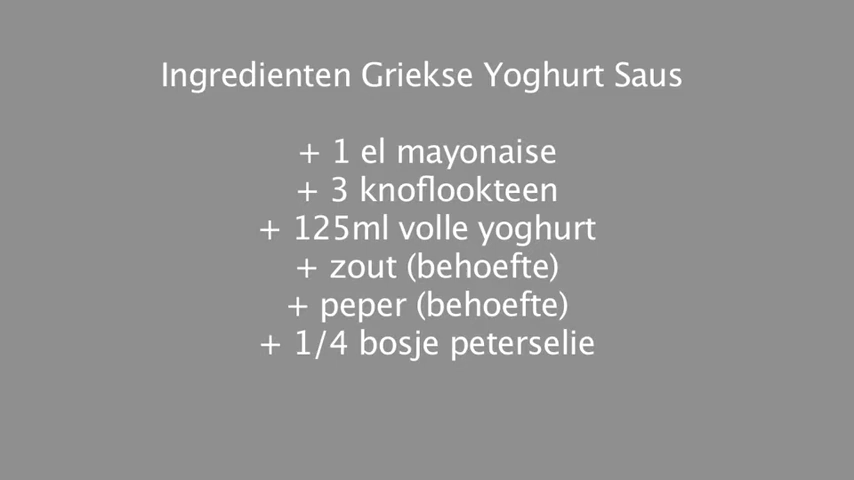 Ingredienten Griekse Yoghurt Saus
+ 1 el mayonaise
+ 3 knoflookteen
+ 125ml volle yoghurt
+ zout (behoefte)
+ peper (behoefte)
+ 1/4 bosje peterselie